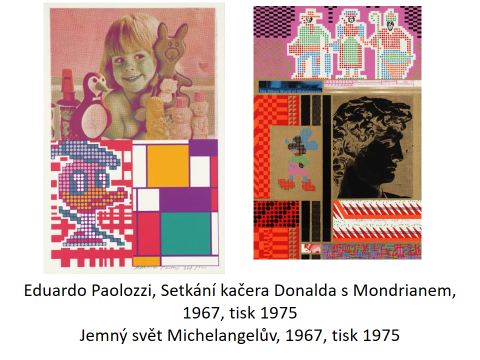 Eduardo Paolozzi, Setkání kačera Donalda s Mondrianem,
1967, tisk 1975
Jemný svět Michelangelův, 1967, tisk 1975